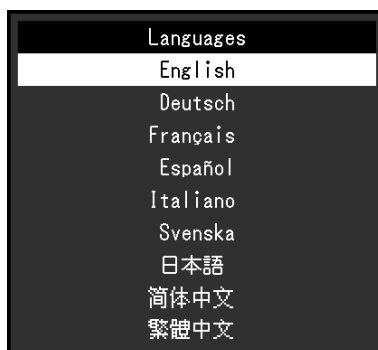 Languages
English
Deutsch
Français
Español
Italiano
Svenska
日本語
简体中文
繁體中文